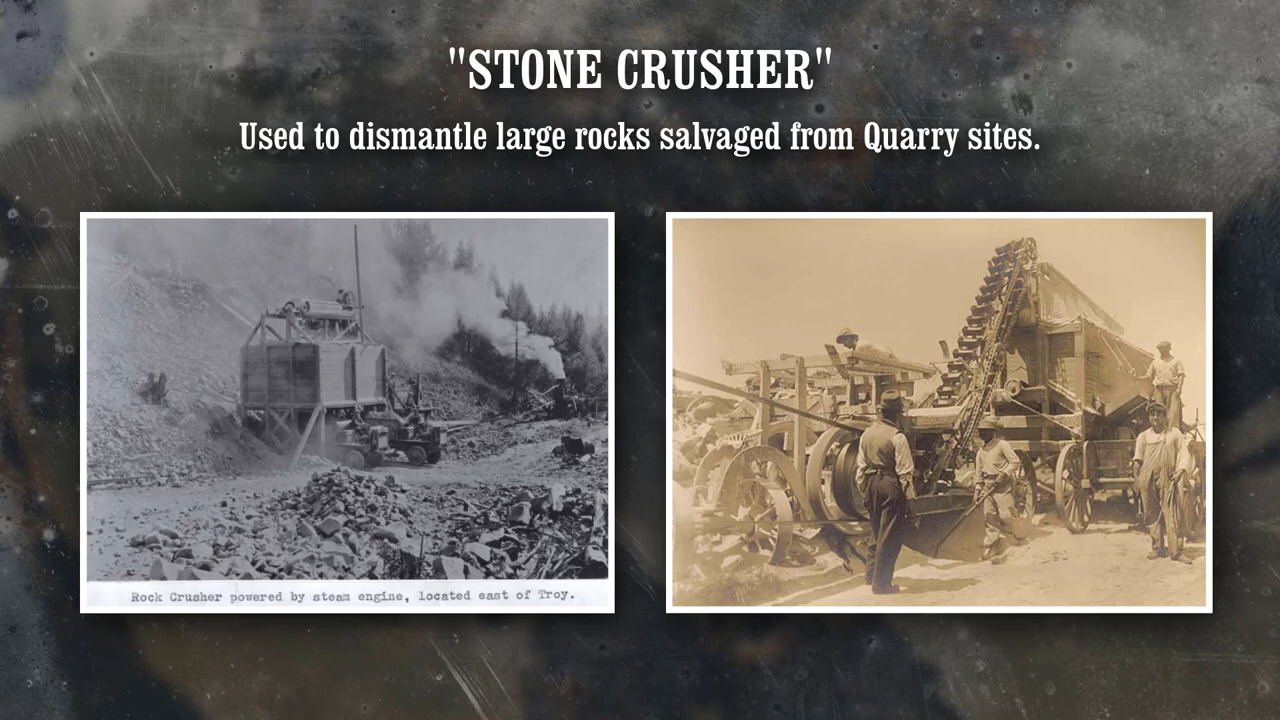 "STONE CRUSHER"
Used to dismantle large rocks salvaged from Quarry sites.
Rock Crusher powered by steam engine, located east of Troy.